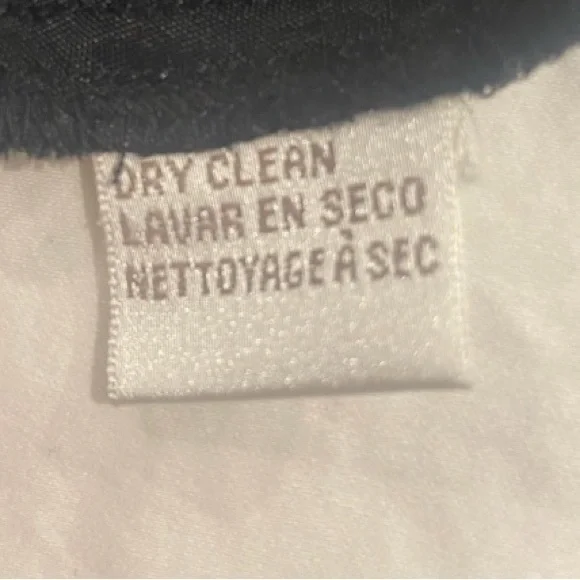 DRY CLEAN
LAVAR EN SECO
NETTOYAGE À SEC